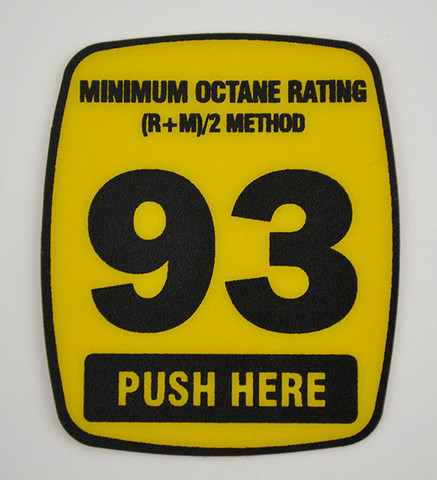 MINIMUM OCTANE RATING
(R+M)/2 METHOD
93
PUSH HERE